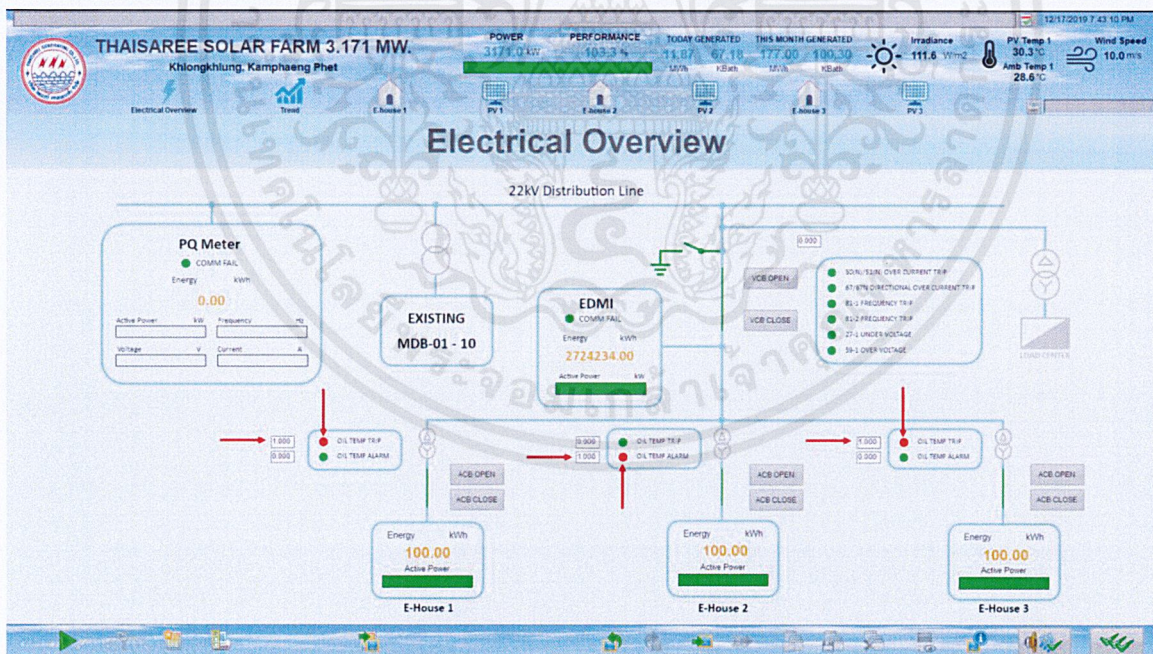 12/17/2019 7:43:10 PM
THAISAREE SOLAR FARM 3.171 MW.
Khlongkhlung, Kamphaeng Phet
POWER
3171.0 kW
PERFORMANCE
103.3 %
TODAY GENERATED
11.87 67.18
MWh KBath
THIS MONTH GENERATED
177.00 100.30
MWh KBath
Irradiance
111.6 W/m2
PV Temp 1
30.3 °C
Amb Temp 1
28.6 °C
Wind Speed
10.0 m/s
Electrical Overview
Trend
E-house 1
PV 1
E-house 2
PV 2
E-house 3
PV 3
Electrical Overview
22kV Distribution Line
PQ Meter
COMM FAIL
Energy kWh
0.00
Active Power kW Frequency Hz
Voltage V Current A
EXISTING
MDB-01 - 10
EDMI
COMM FAIL
Energy kWh
2724234.00
Active Power kW
VCB OPEN
VCB CLOSE
0.000
50(N)/51(N) OVER CURRENT TRIP
67/67N DIRECTIONAL OVER CURRENT TRIP
81-1 FREQUENCY TRIP
81-2 FREQUENCY TRIP
27-1 UNDER VOLTAGE
59-1 OVER VOLTAGE
LOAD CENTER
1.000 OIL TEMP TRIP
0.000 OIL TEMP ALARM
0.000 OIL TEMP TRIP
1.000 OIL TEMP ALARM
1.000 OIL TEMP TRIP
0.000 OIL TEMP ALARM
ACB OPEN
ACB CLOSE
ACB OPEN
ACB CLOSE
ACB OPEN
ACB CLOSE
Energy kWh
100.00
Active Power
E-House 1
Energy kWh
100.00
Active Power
E-House 2
Energy kWh
100.00
Active Power
E-House 3